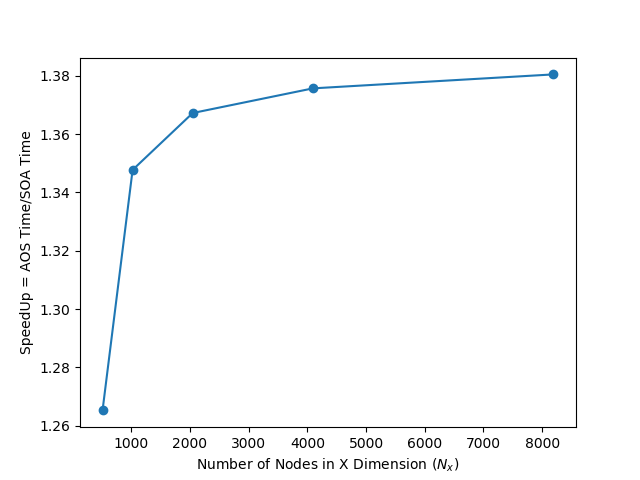 1.38
1.36
1.34
1.32
1.30
1.28
1.26
SpeedUp = AOS Time/SOA Time
1000 2000 3000 4000 5000 6000 7000 8000
Number of Nodes in X Dimension (Nₓ)